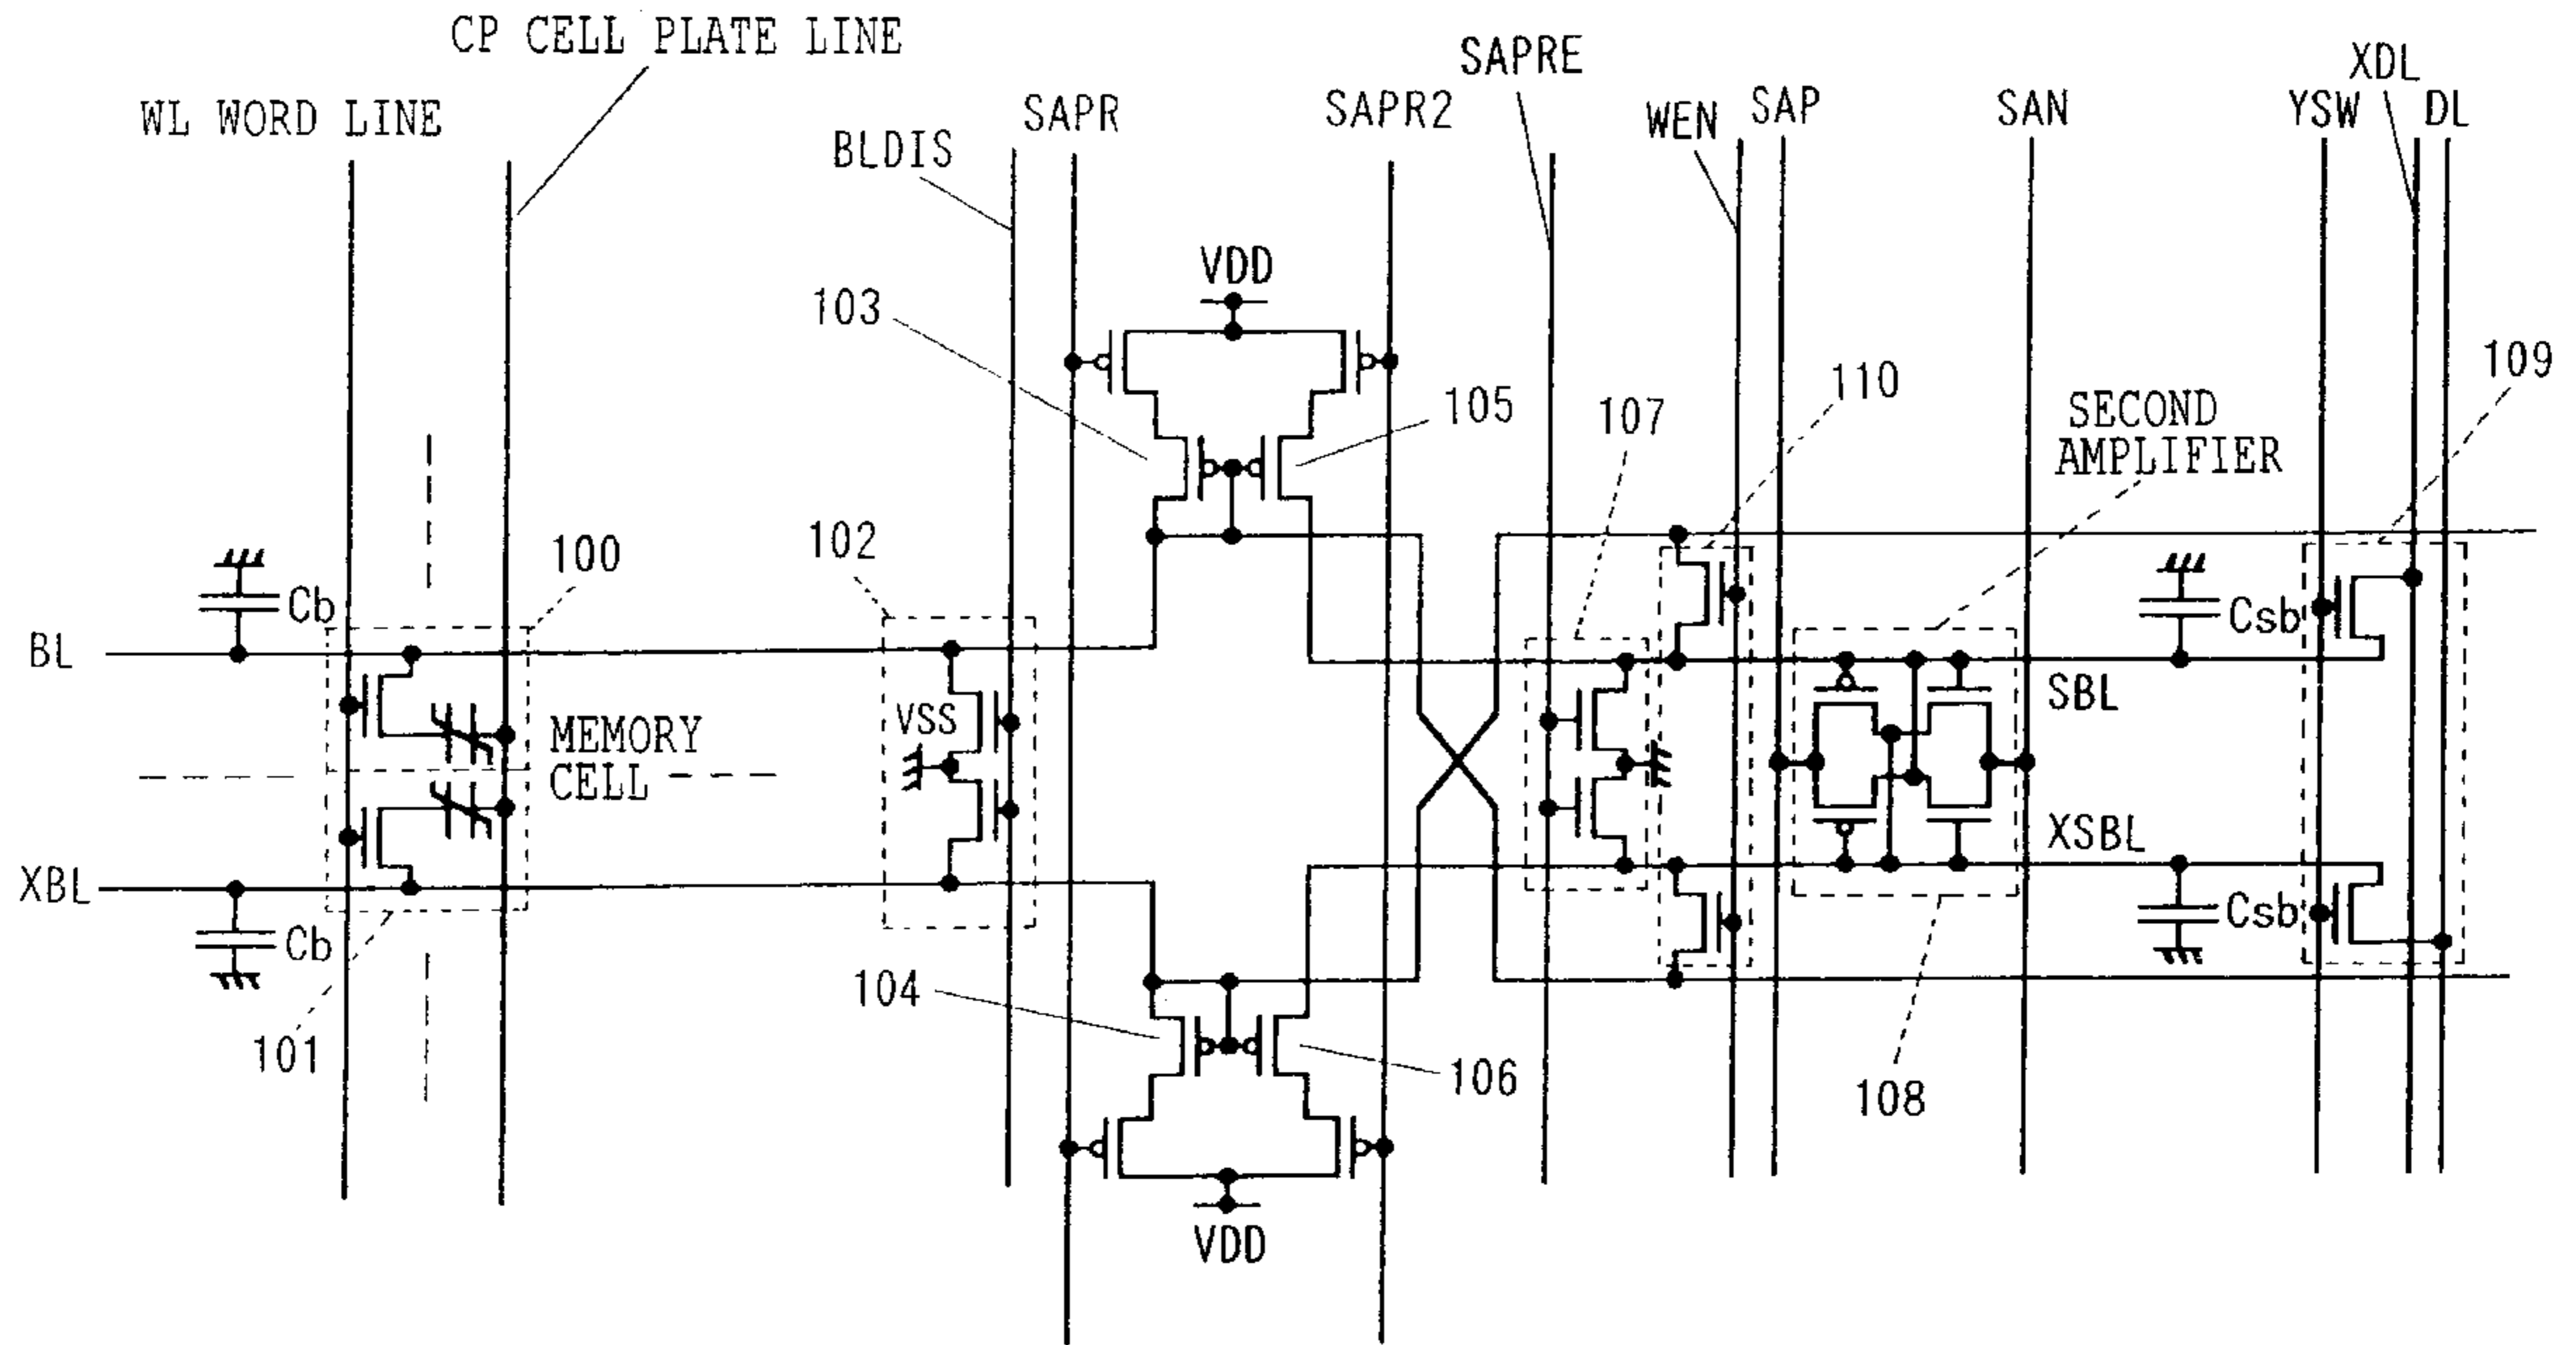 CP CELL PLATE LINE
WL WORD LINE
BLDIS
SAPR
SAPR2
SAPRE
WEN
SAP
SAN
YSW
XDL
DL
VDD
103
105
107
110
SECOND
AMPLIFIER
109
Cb
100
102
Csb
BL
VSS
MEMORY
CELL
SBL
XSBL
XBL
Cb
Csb
101
104
106
108
VDD